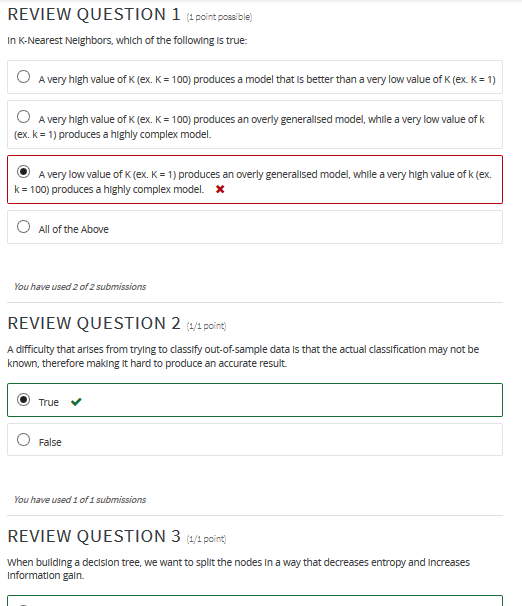 REVIEW QUESTION 1 (1 point possible)
In K-Nearest Neighbors, which of the following is true:
A very high value of K (ex. K = 100) produces a model that is better than a very low value of K (ex. K = 1)
A very high value of K (ex. K = 100) produces an overly generalised model, while a very low value of k
(ex. k = 1) produces a highly complex model.
A very low value of K (ex. K = 1) produces an overly generalised model, while a very high value of k (ex.
k = 100) produces a highly complex model.
All of the Above
You have used 2 of 2 submissions
REVIEW QUESTION 2 (1/1 point)
A difficulty that arises from trying to classify out-of-sample data is that the actual classification may not be
known, therefore making it hard to produce an accurate result.
True
False
You have used 1 of 1 submissions
REVIEW QUESTION 3 (1/1 point)
When building a decision tree, we want to split the nodes in a way that decreases entropy and increases
information gain.